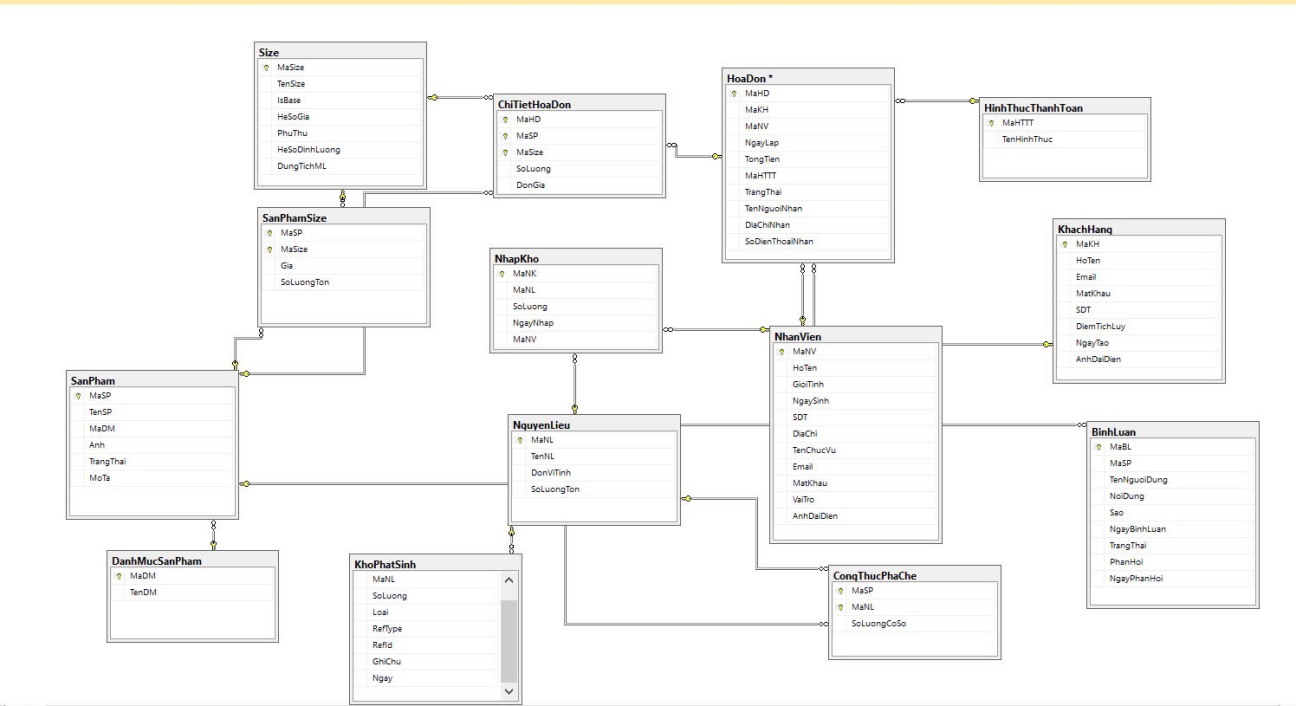 Size
MaSize
TenSize
IsBase
HeSoGia
PhuThu
HeSoDinhLuong
DungTichML
ChiTietHoaDon
MaHD
MaSP
MaSize
SoLuong
DonGia
HoaDon *
MaHD
MaKH
MaNV
NgayLap
TongTien
MaHTTT
TrangThai
TenNguoiNhan
DiaChiNhan
SoDienThoaiNhan
HinhThucThanhToan
MaHTTT
TenHinhThuc
SanPhamSize
MaSP
MaSize
Gia
SoLuongTon
NhapKho
MaNK
MaNL
SoLuong
NgayNhap
MaNV
KhachHang
MaKH
HoTen
Email
MatKhau
SDT
DiemTichLuy
NgayTao
AnhDaiDien
NhanVien
MaNV
HoTen
GioiTinh
NgaySinh
SDT
DiaChi
TenChucVu
Email
MatKhau
VaiTro
AnhDaiDien
SanPham
MaSP
TenSP
MaDM
Anh
TrangThai
MoTa
NguyenLieu
MaNL
TenNL
DonViTinh
SoLuongTon
BinhLuan
MaBL
MaSP
TenNguoiDung
NoiDung
Sao
NgayBinhLuan
TrangThai
PhanHoi
NgayPhanHoi
DanhMucSanPham
MaDM
TenDM
KhoPhatSinh
MaNL
SoLuong
Loai
RefType
RefId
GhiChu
Ngay
CongThucPhaChe
MaSP
MaNL
SoLuongCoSo